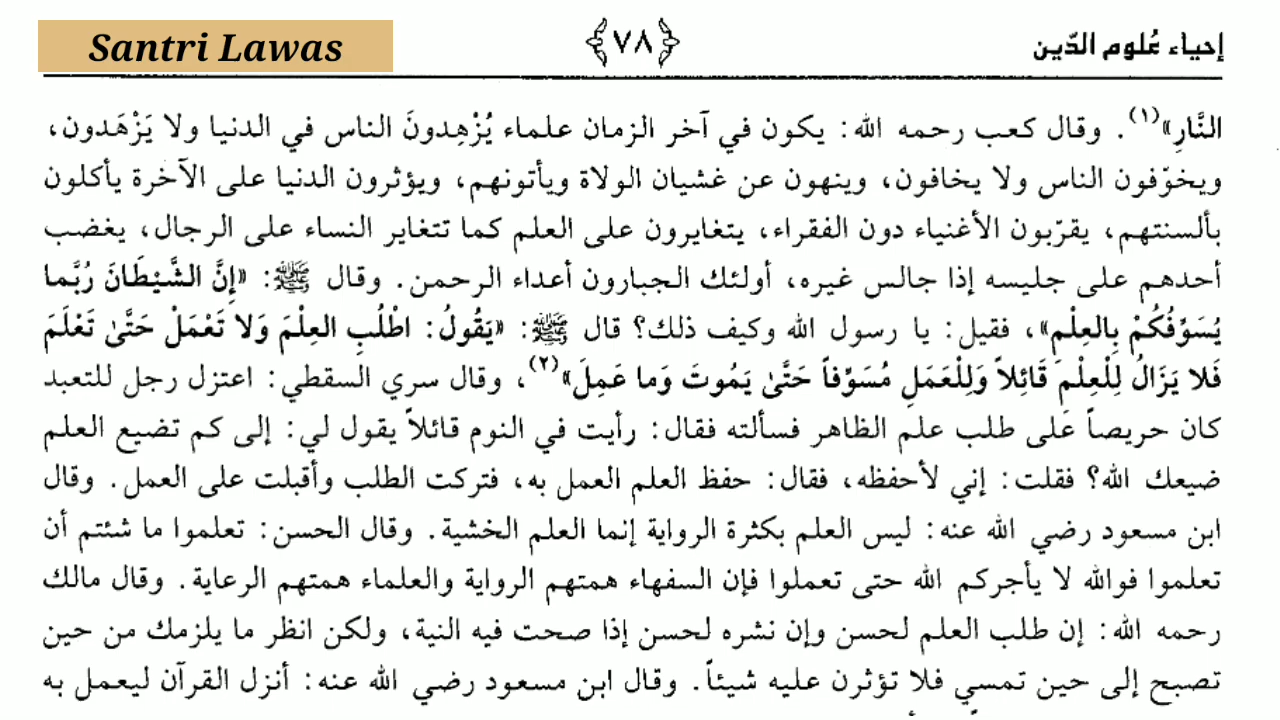 Santri Lawas
﴿٧٨﴾
إحياء عُلوم الدّين
النَّارِ»(١). وقال كعب رحمه الله: يكون في آخر الزمان علماء يُزْهِدونَ الناس في الدنيا ولا يَزْهَدون،
ويخوّفون الناس ولا يخافون، وينهون عن غشيان الولاة ويأتونهم، ويؤثرون الدنيا على الآخرة يأكلون
بألسنتهم، يقرّبون الأغنياء دون الفقراء، يتغايرون على العلم كما تتغاير النساء على الرجال، يغضب
أحدهم على جليسه إذا جالس غيره، أولئك الجبارون أعداء الرحمن. وقال ﷺ: «إِنَّ الشَّيْطَانَ رُبَّما
يُسَوِّفُكُمْ بِالعِلْمِ»، فقيل: يا رسول الله وكيف ذلك؟ قال ﷺ: «يَقُولُ: اطْلُبِ العِلْمَ وَلا تَعْمَلْ حَتَّىٰ تَعْلَمَ
فَلا يَزَالُ لِلْعِلْمِ قَائِلاً وَلِلْعَمَلِ مُسَوِّفاً حَتَّىٰ يَمُوتَ وَما عَمِلَ»(٢)، وقال سري السقطي: اعتزل رجل للتعبد
كان حريصاً عَلى طلب علم الظاهر فسألته فقال: رأيت في النوم قائلاً يقول لي: إلى كم تضيع العلم
ضيعك الله؟ فقلت: إني لأحفظه، فقال: حفظ العلم العمل به، فتركت الطلب وأقبلت على العمل. وقال
ابن مسعود رضي الله عنه: ليس العلم بكثرة الرواية إنما العلم الخشية. وقال الحسن: تعلموا ما شئتم أن
تعلموا فوالله لا يأجركم الله حتى تعملوا فإن السفهاء همتهم الرواية والعلماء همتهم الرعاية. وقال مالك
رحمه الله: إن طلب العلم لحسن وإن نشره لحسن إذا صحت فيه النية، ولكن انظر ما يلزمك من حين
تصبح إلى حين تمسي فلا تؤثرن عليه شيئاً. وقال ابن مسعود رضي الله عنه: أنزل القرآن ليعمل به